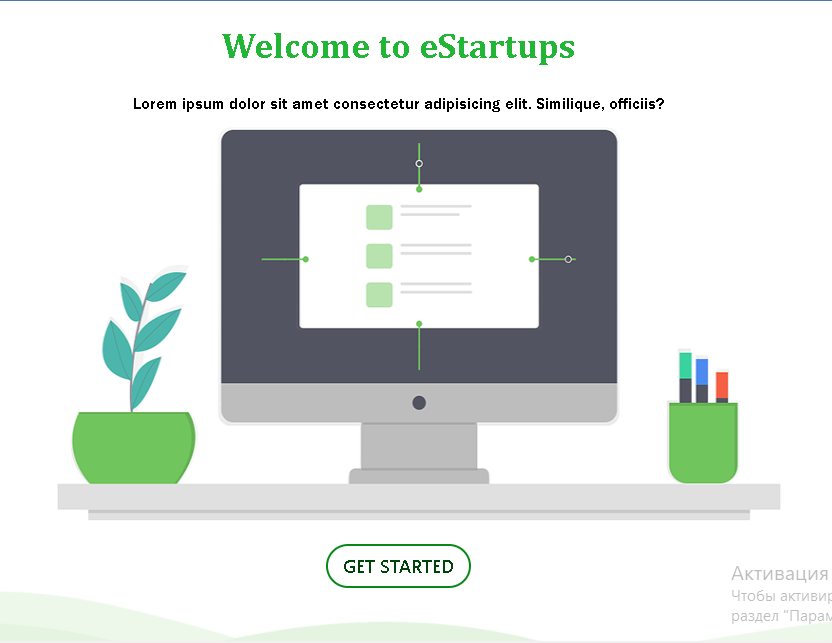 Welcome to eStartups
Lorem ipsum dolor sit amet consectetur adipisicing elit. Similique, officiis?
GET STARTED
Активация
Чтобы активир
раздел "Парам